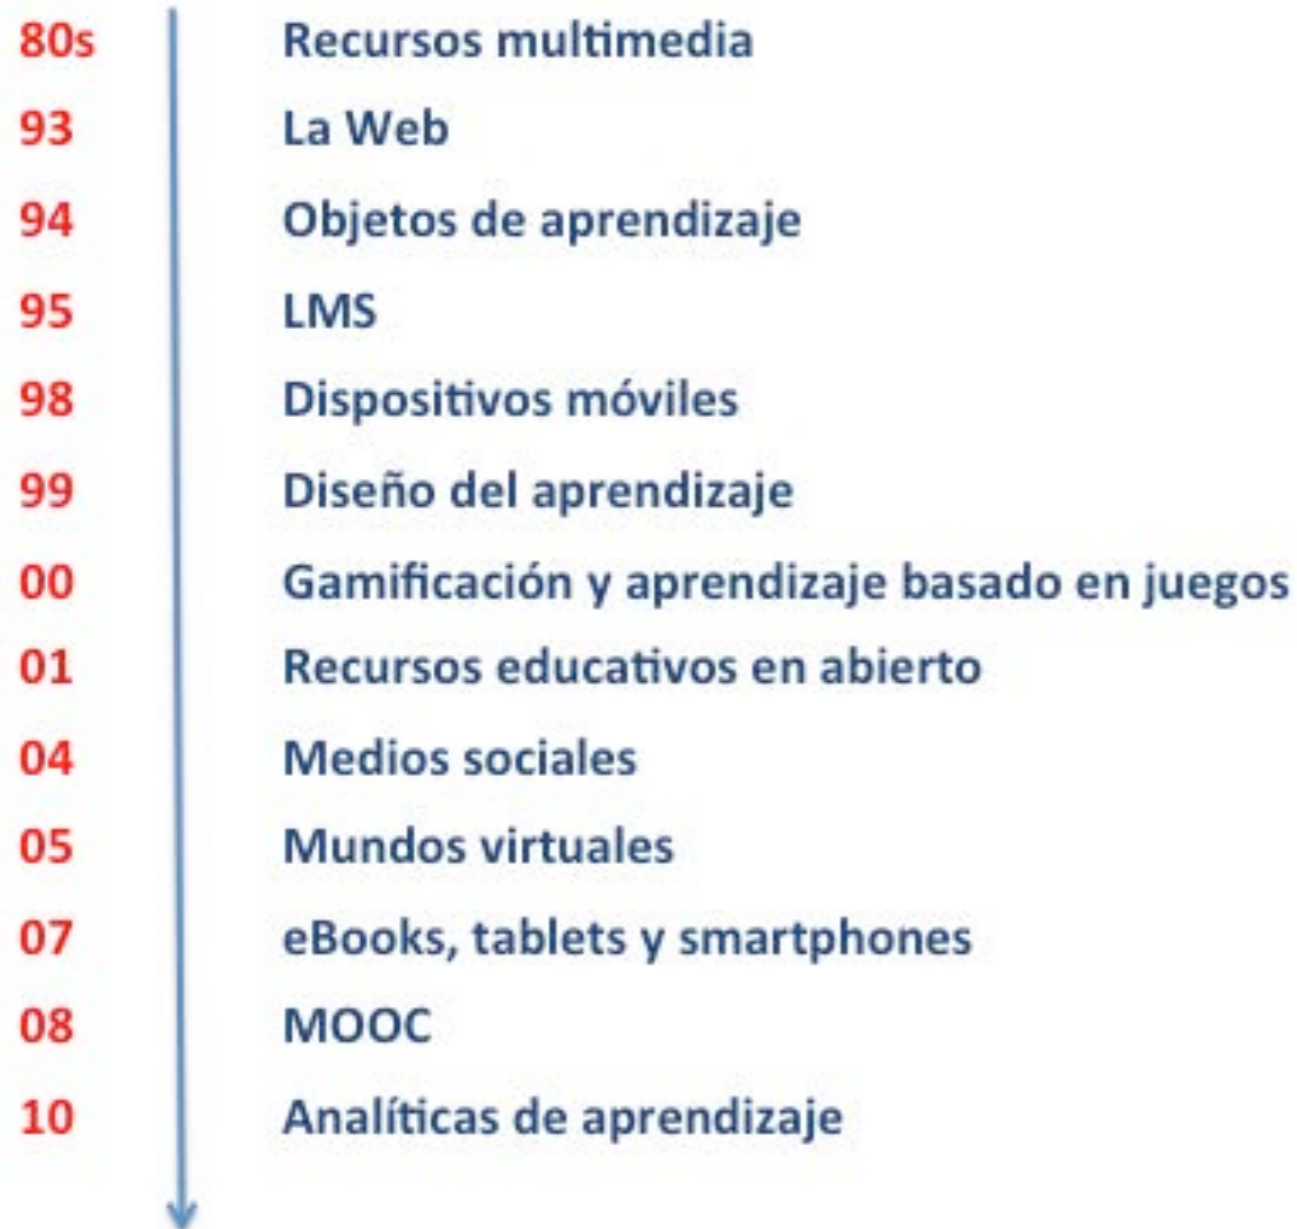 80s Recursos multimedia
93 La Web
94 Objetos de aprendizaje
95 LMS
98 Dispositivos móviles
99 Diseño del aprendizaje
00 Gamificación y aprendizaje basado en juegos
01 Recursos educativos en abierto
04 Medios sociales
05 Mundos virtuales
07 eBooks, tablets y smartphones
08 MOOC
10 Analíticas de aprendizaje